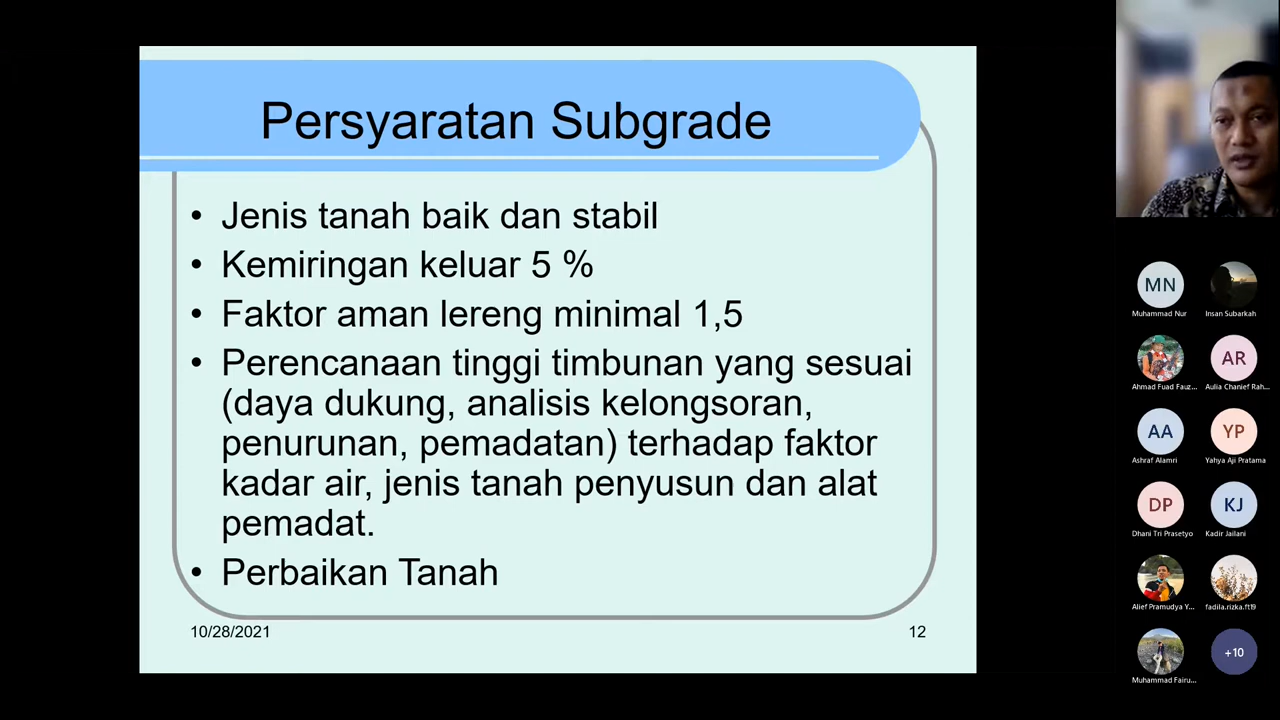 Persyaratan Subgrade
• Jenis tanah baik dan stabil
• Kemiringan keluar 5 %
• Faktor aman lereng minimal 1,5
• Perencanaan tinggi timbunan yang sesuai
(daya dukung, analisis kelongsoran,
penurunan, pemadatan) terhadap faktor
kadar air, jenis tanah penyusun dan alat
pemadat.
• Perbaikan Tanah
10/28/2021
12
MN
Muhammad Nur
Insan Subarkah
Ahmad Fuad Fauz...
AR
Aulia Chanief Rah...
AA
Ashraf Alamri
YP
Yahya Aji Pratama
DP
Dhani Tri Prasetyo
KJ
Kadir Jailani
Alief Pramudya Y...
fadila.rizka.ft19
Muhammad Fairu...
+10